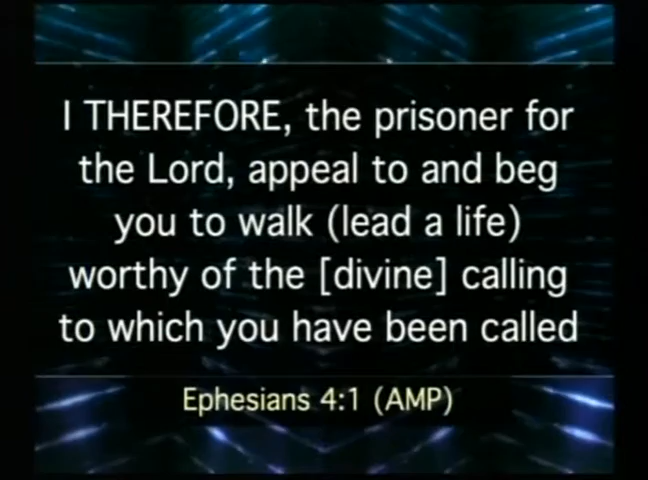 I THEREFORE, the prisoner for
the Lord, appeal to and beg
you to walk (lead a life)
worthy of the [divine] calling
to which you have been called
Ephesians 4:1 (AMP)